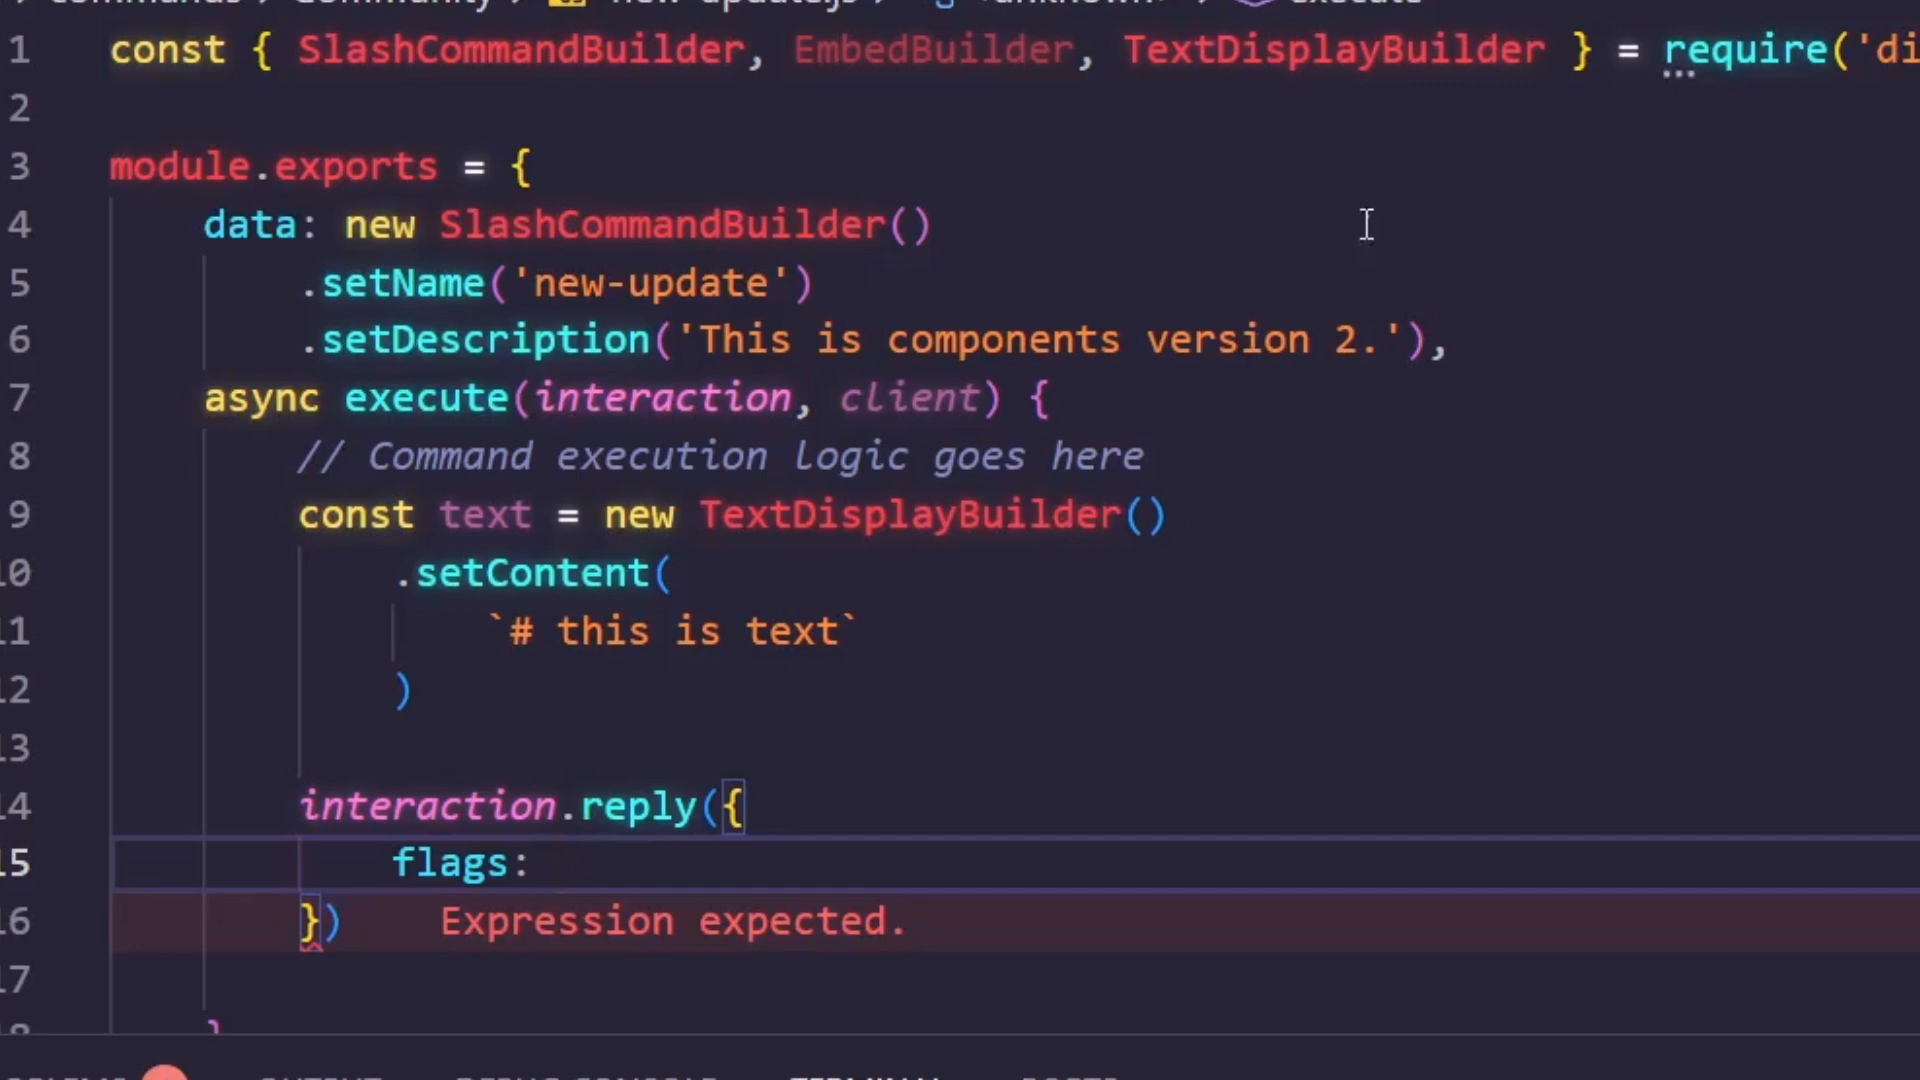 1 const { SlashCommandBuilder, EmbedBuilder, TextDisplayBuilder } = require('di
2
3 module.exports = {
4 data: new SlashCommandBuilder()
5 .setName('new-update')
6 .setDescription('This is components version 2.'),
7 async execute(interaction, client) {
8 // Command execution logic goes here
9 const text = new TextDisplayBuilder()
10 .setContent(
11 `# this is text`
12 )
13
14 interaction.reply({
15 flags:
16 }) Expression expected.
17
18 }